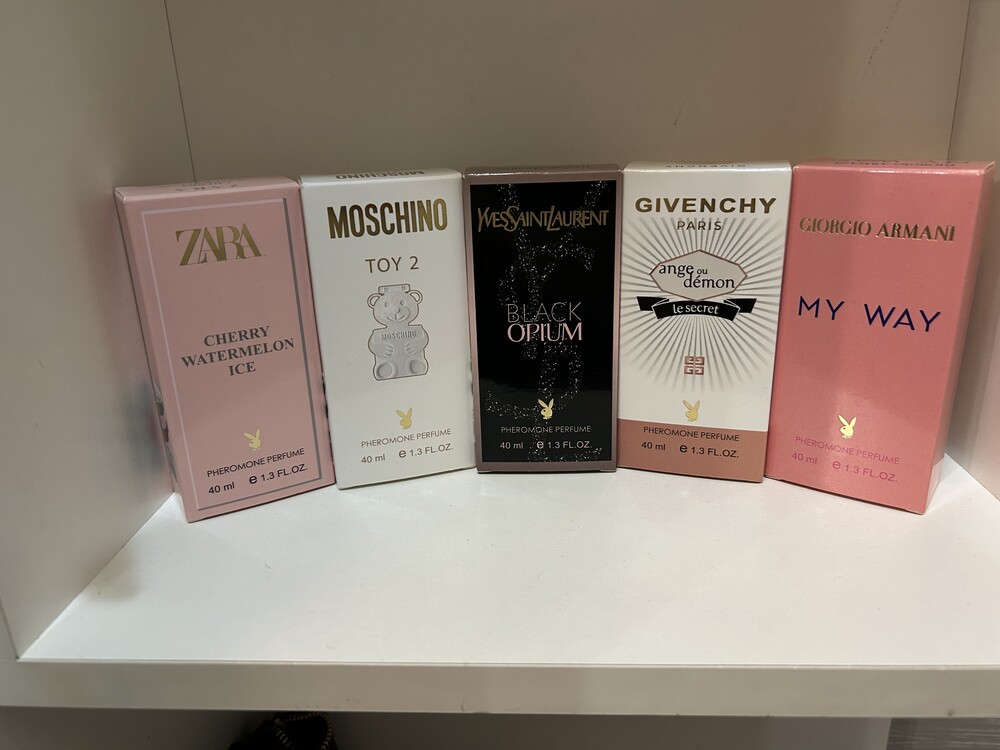 ZARA
CHERRY
WATERMELON
ICE
PHEROMONE PERFUME
40 ml e 1.3 FL.OZ.
MOSCHINO
MOSCHINO
TOY 2
MOSCHINO
PHEROMONE PERFUME
40 ml e 1.3 FL.OZ.
YVESSAINTLAURENT
BLACK
OPIUM
PHEROMONE PERFUME
40 ml e 1.3 FL.OZ.
GIVENCHY
GIVENCHY
PARIS
ange ou
démon
le secret
PHEROMONE PERFUME
40 ml e 1.3 FL.OZ.
GIORGIO ARMANI
MY WAY
PHEROMONE PERFUME
40 ml e 1.3 FL.OZ.